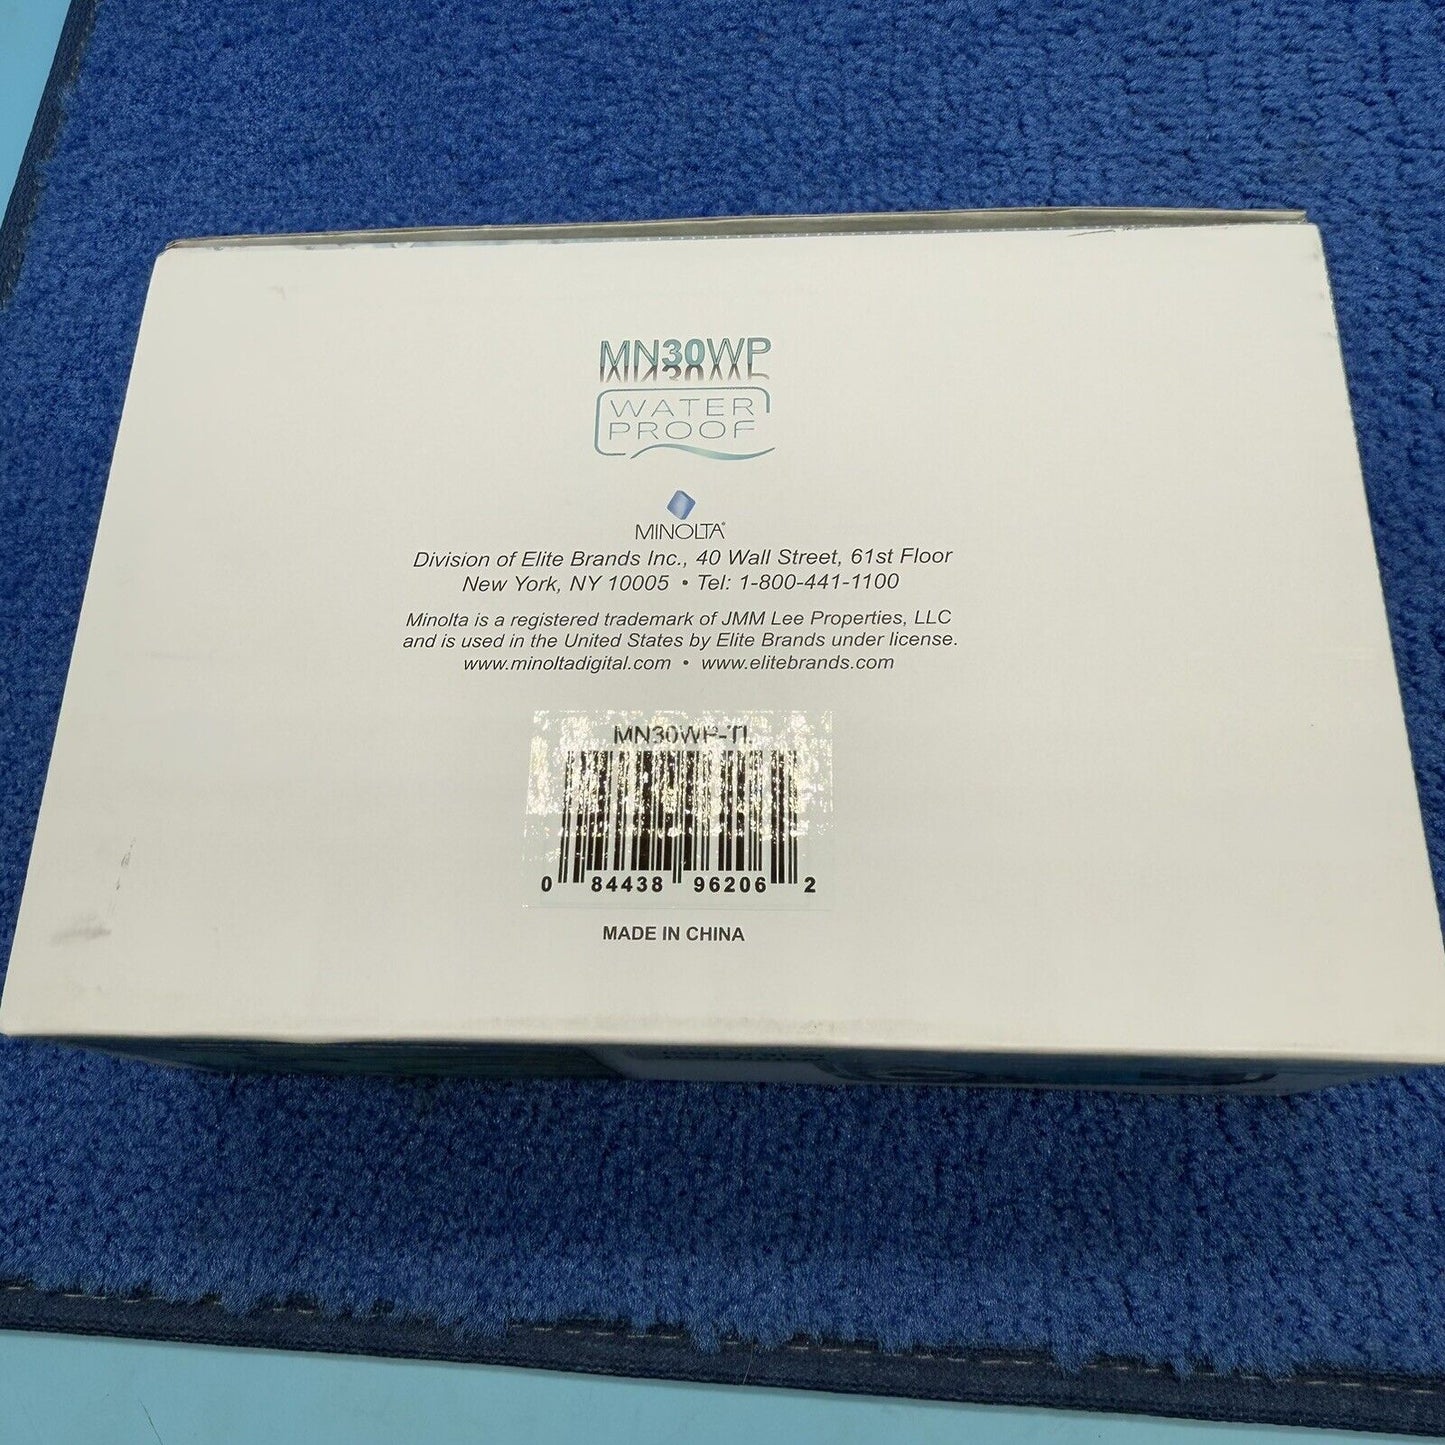 MN30WP
WATER
PROOF
MINOLTA®
Division of Elite Brands Inc., 40 Wall Street, 61st Floor
New York, NY 10005 • Tel: 1-800-441-1100
Minolta is a registered trademark of JMM Lee Properties, LLC
and is used in the United States by Elite Brands under license.
www.minoltadigital.com • www.elitebrands.com
MN30WP-TL
0 84438 96206 2
MADE IN CHINA